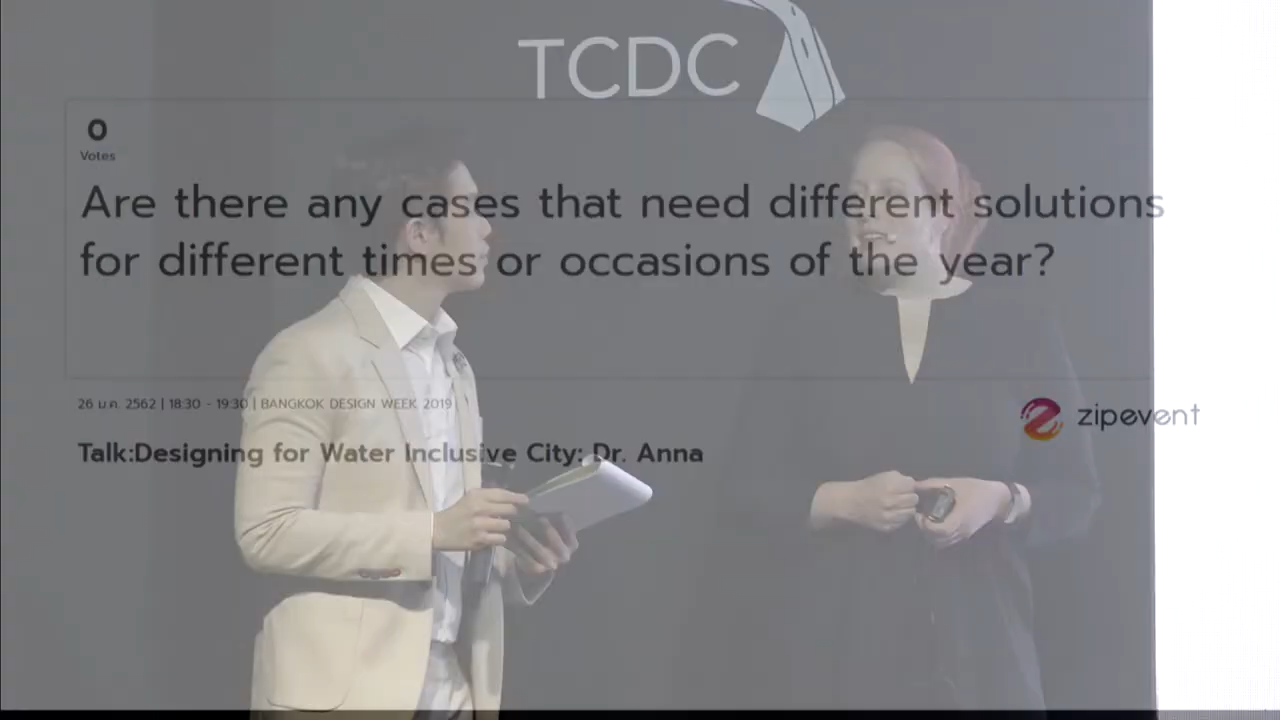 TCDC
0
Votes
Are there any cases that need different solutions
for different times or occasions of the year?
26 ม.ค. 2562 | 18:30 - 19:30 | BANGKOK DESIGN WEEK 2019
zipevent
Talk:Designing for Water Inclusive City: Dr. Anna